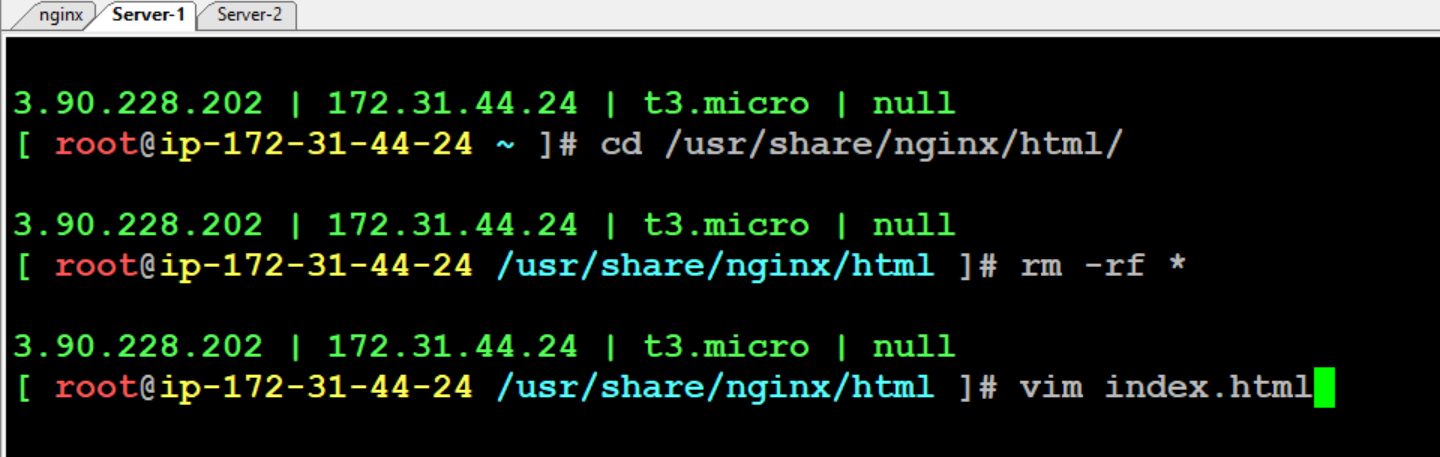 nginx Server-1 Server-2
3.90.228.202 | 172.31.44.24 | t3.micro | null
[ root@ip-172-31-44-24 ~ ]# cd /usr/share/nginx/html/
3.90.228.202 | 172.31.44.24 | t3.micro | null
[ root@ip-172-31-44-24 /usr/share/nginx/html ]# rm -rf *
3.90.228.202 | 172.31.44.24 | t3.micro | null
[ root@ip-172-31-44-24 /usr/share/nginx/html ]# vim index.html